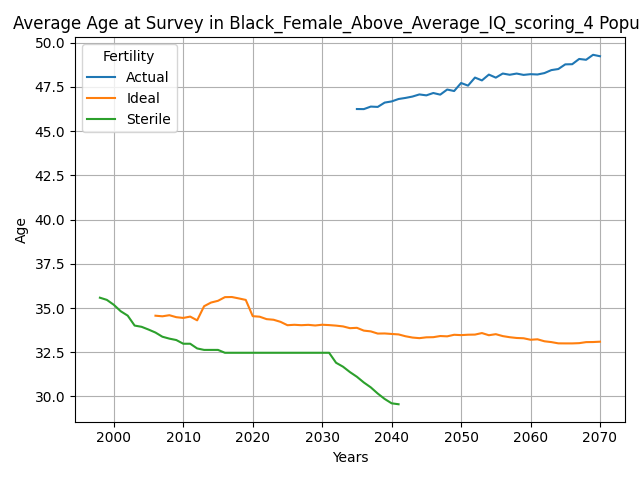 Average Age at Survey in Black_Female_Above_Average_IQ_scoring_4 Popu
Fertility
Actual
Ideal
Sterile
50.0
47.5
45.0
42.5
40.0
37.5
35.0
32.5
30.0
Age
2000 2010 2020 2030 2040 2050 2060 2070
Years